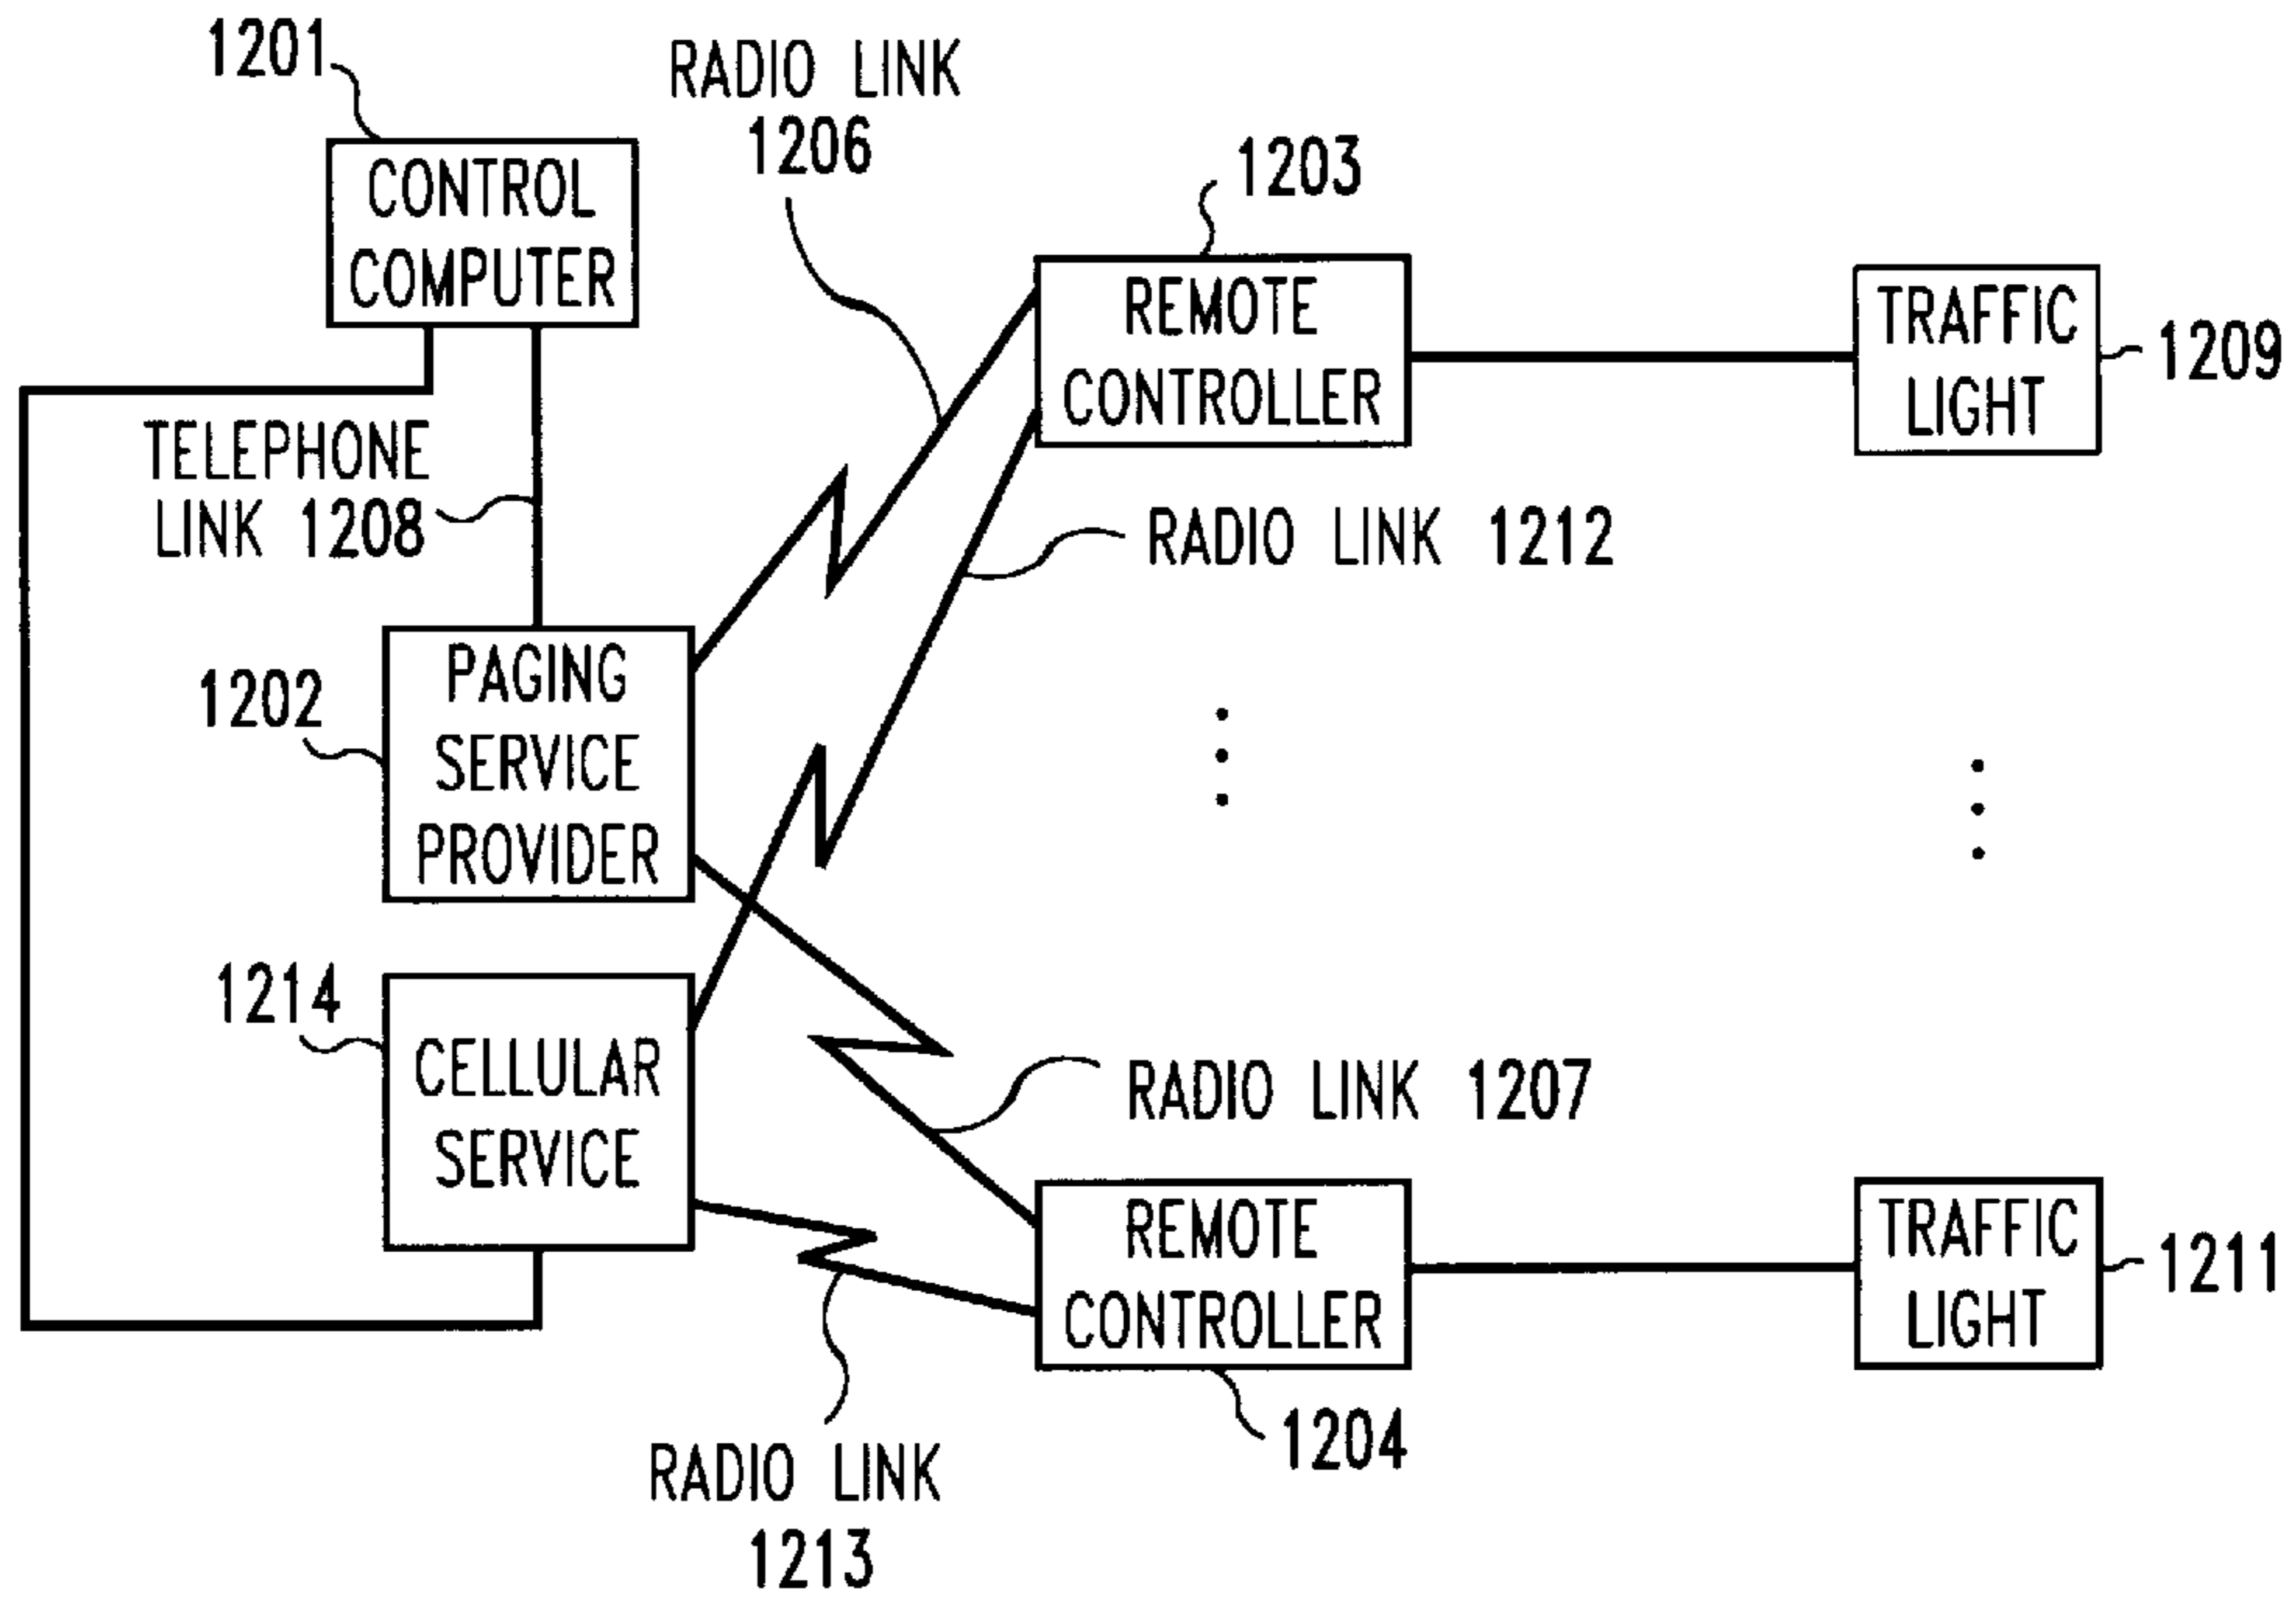 1201
CONTROL
COMPUTER
RADIO LINK
1206
1203
REMOTE
CONTROLLER
TRAFFIC
LIGHT
1209
TELEPHONE
LINK 1208
RADIO LINK 1212
1202
PAGING
SERVICE
PROVIDER
1214
CELLULAR
SERVICE
RADIO LINK 1207
REMOTE
CONTROLLER
1204
TRAFFIC
LIGHT
1211
RADIO LINK
1213